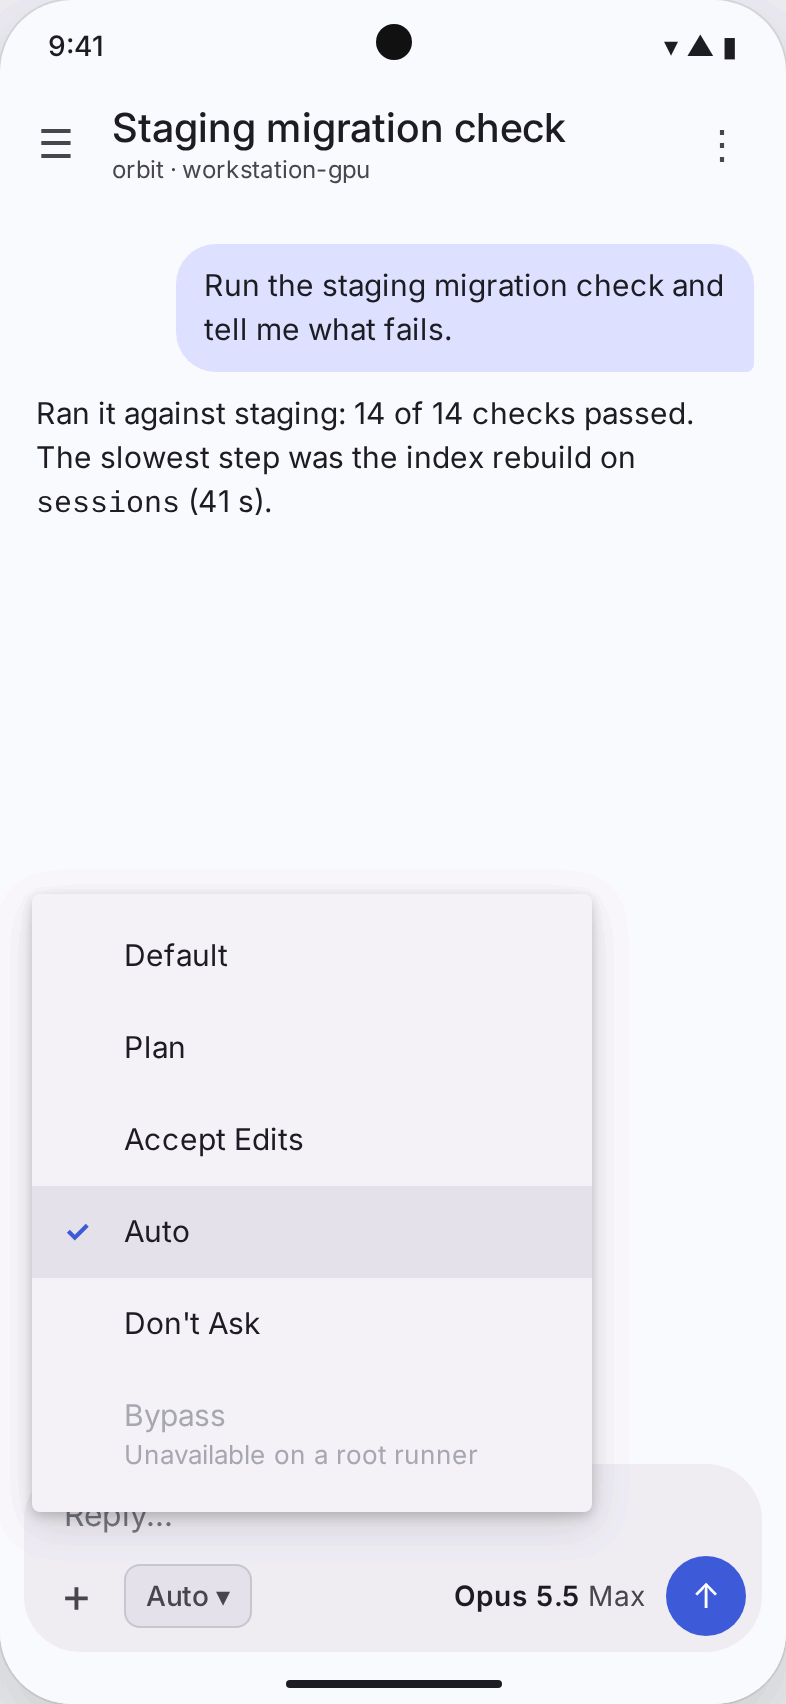 9:41
Staging migration check
orbit · workstation-gpu
Run the staging migration check and
tell me what fails.
Ran it against staging: 14 of 14 checks passed.
The slowest step was the index rebuild on
sessions (41 s).
Default
Plan
Accept Edits
Auto
Don't Ask
Bypass
Unavailable on a root runner
Reply...
Auto ▾
Opus 5.5 Max